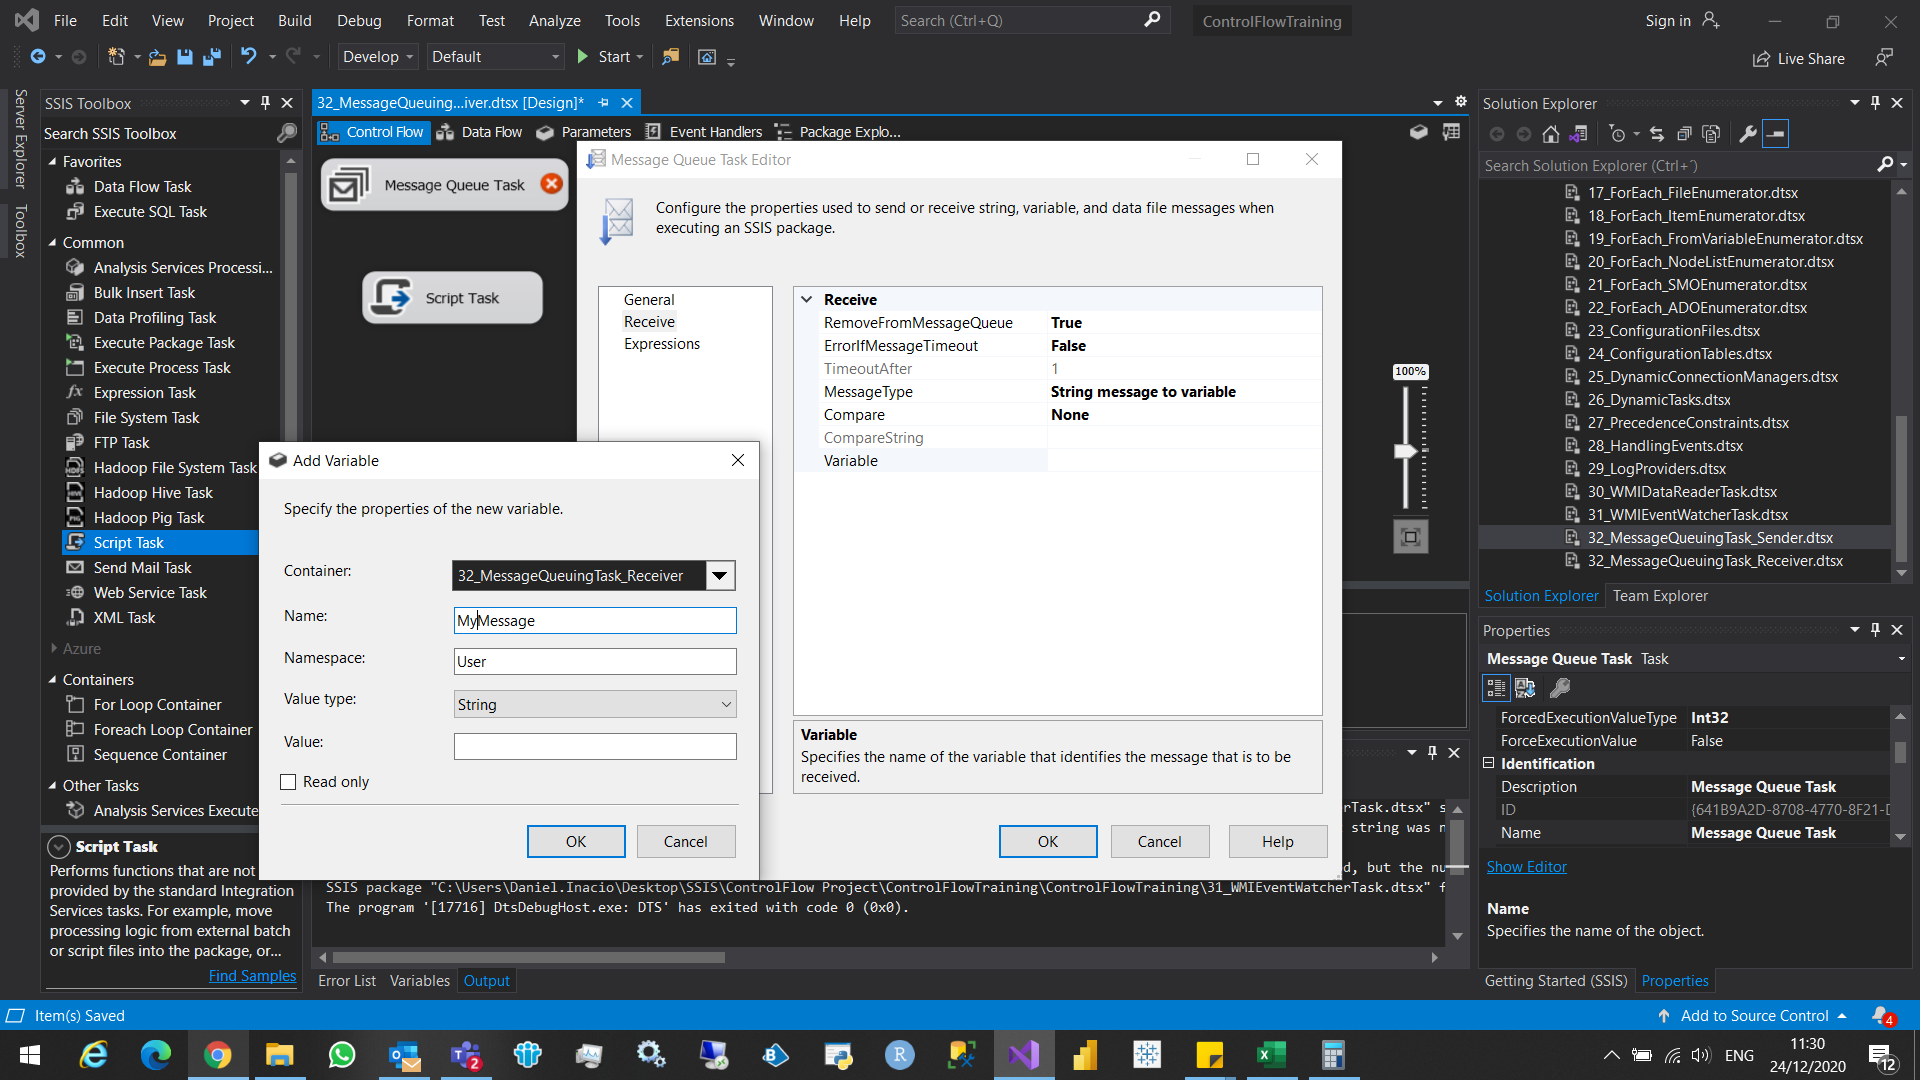 File Edit View Project Build Debug Format Test Analyze Tools Extensions Window Help Search (Ctrl+Q) ControlFlowTraining Sign in
Develop Default Start Live Share
Server Explorer
Toolbox
SSIS Toolbox
Search SSIS Toolbox
Favorites
Data Flow Task
Execute SQL Task
Common
Analysis Services Processi...
Bulk Insert Task
Data Profiling Task
Execute Package Task
Execute Process Task
Expression Task
File System Task
FTP Task
Hadoop File System Task
Hadoop Hive Task
Hadoop Pig Task
Script Task
Send Mail Task
Web Service Task
XML Task
Azure
Containers
For Loop Container
Foreach Loop Container
Sequence Container
Other Tasks
Analysis Services Execute
Script Task
Performs functions that are not
provided by the standard Integration
Services tasks. For example, move
processing logic from external batch
or script files into the package, or...
Find Samples
32_MessageQueuing...iver.dtsx [Design]*
Control Flow Data Flow Parameters Event Handlers Package Explo...
Message Queue Task
Script Task
100%
Message Queue Task Editor
Configure the properties used to send or receive string, variable, and data file messages when
executing an SSIS package.
General
Receive
Expressions
Receive
RemoveFromMessageQueue True
ErrorIfMessageTimeout False
TimeoutAfter 1
MessageType String message to variable
Compare None
CompareString
Variable
Variable
Specifies the name of the variable that identifies the message that is to be
received.
OK Cancel Help
Add Variable
Specify the properties of the new variable.
Container: 32_MessageQueuingTask_Receiver
Name: MyMessage
Namespace: User
Value type: String
Value:
Read only
OK Cancel
erTask.dtsx" s
string was n
d, but the nu
SSIS package "C:\Users\Daniel.Inacio\Desktop\SSIS\ControlFlow Project\ControlFlowTraining\ControlFlowTraining\31_WMIEventWatcherTask.dtsx" f
The program '[17716] DtsDebugHost.exe: DTS' has exited with code 0 (0x0).
Error List Variables Output
Solution Explorer
Search Solution Explorer (Ctrl+´)
17_ForEach_FileEnumerator.dtsx
18_ForEach_ItemEnumerator.dtsx
19_ForEach_FromVariableEnumerator.dtsx
20_ForEach_NodeListEnumerator.dtsx
21_ForEach_SMOEnumerator.dtsx
22_ForEach_ADOEnumerator.dtsx
23_ConfigurationFiles.dtsx
24_ConfigurationTables.dtsx
25_DynamicConnectionManagers.dtsx
26_DynamicTasks.dtsx
27_PrecedenceConstraints.dtsx
28_HandlingEvents.dtsx
29_LogProviders.dtsx
30_WMIDataReaderTask.dtsx
31_WMIEventWatcherTask.dtsx
32_MessageQueuingTask_Sender.dtsx
32_MessageQueuingTask_Receiver.dtsx
Solution Explorer Team Explorer
Properties
Message Queue Task Task
ForcedExecutionValueType Int32
ForceExecutionValue False
Identification
Description Message Queue Task
ID {641B9A2D-8708-4770-8F21-D
Name Message Queue Task
Show Editor
Name
Specifies the name of the object.
Getting Started (SSIS) Properties
Item(s) Saved Add to Source Control 4
2 ENG 11:30
24/12/2020 12